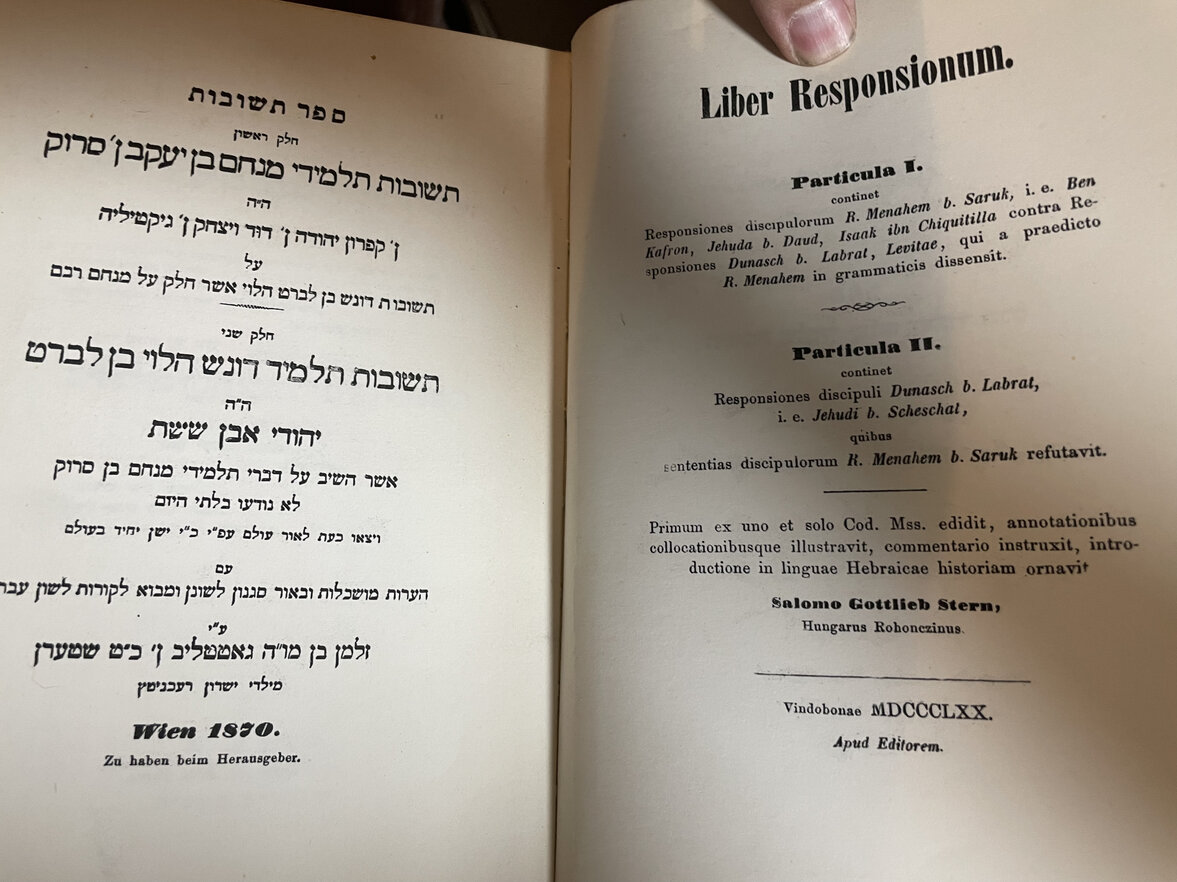 ספר תשובות
חלק ראשון
תשובות תלמידי מנחם בן יעקב ן׳ סרוק
ה״ה
ן׳ קפרון יהודה ן׳ דוד ויצחק ן׳ גיקטיליה
על
תשובות דונש בן לברט הלוי אשר חלק על מנחם רבם
חלק שני
תשובות תלמיד דונש הלוי בן לברט
ה״ה
יהודי אבן ששת
אשר השיב על דברי תלמידי מנחם בן סרוק
לא נודעו בלתי היום
ויצאו כעת לאור עולם עפ״י כ״י ישן יחיד בעולם
עם
הערות מושכלות ובאור סגנון לשונן ומבוא לקורות לשון עבר
ע״י
זלמן בן מו״ה גאטטליב ן׳ כ״ט שטערן
מילדי ישרון רעכניטץ
Wien 1870.
Zu haben beim Herausgeber.
Liber Responsionum.
Particula I.
continet
Responsiones discipulorum R. Menahem b. Saruk, i. e. Ben
Kafron, Jehuda b. Daud, Isaak ibn Chiquitilla contra Re-
sponsiones Dunasch b. Labrat, Levitae, qui a praedicto
R. Menahem in grammaticis dissensit.
Particula II.
continet
Responsiones discipuli Dunasch b. Labrat,
i. e. Jehudi b. Scheschat,
quibus
sententias discipulorum R. Menahem b. Saruk refutavit.
Primum ex uno et solo Cod. Mss. edidit, annotationibus
collocationibusque illustravit, commentario instruxit, intro-
ductione in linguae Hebraicae historiam ornavit
Salomo Gottlieb Stern,
Hungarus Rohonczinus.
Vindobonae MDCCCLXX.
Apud Editorem.